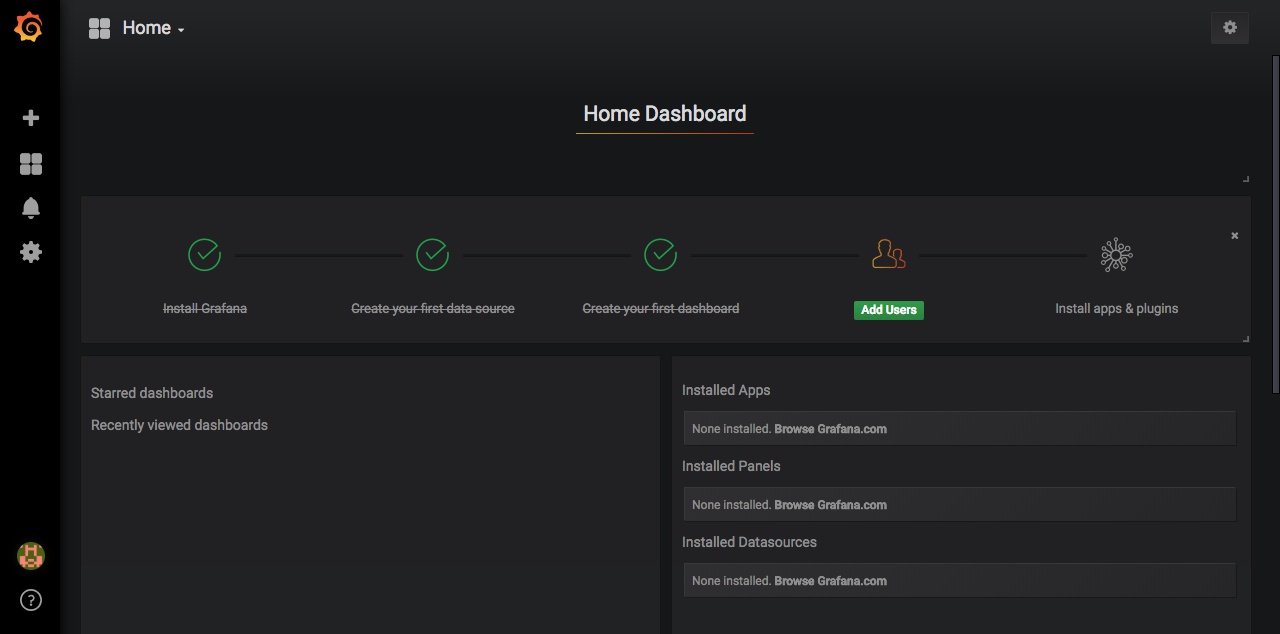 Home
Home Dashboard
Install Grafana
Create your first data source
Create your first dashboard
Add Users
Install apps & plugins
Starred dashboards
Recently viewed dashboards
Installed Apps
None installed. Browse Grafana.com
Installed Panels
None installed. Browse Grafana.com
Installed Datasources
None installed. Browse Grafana.com